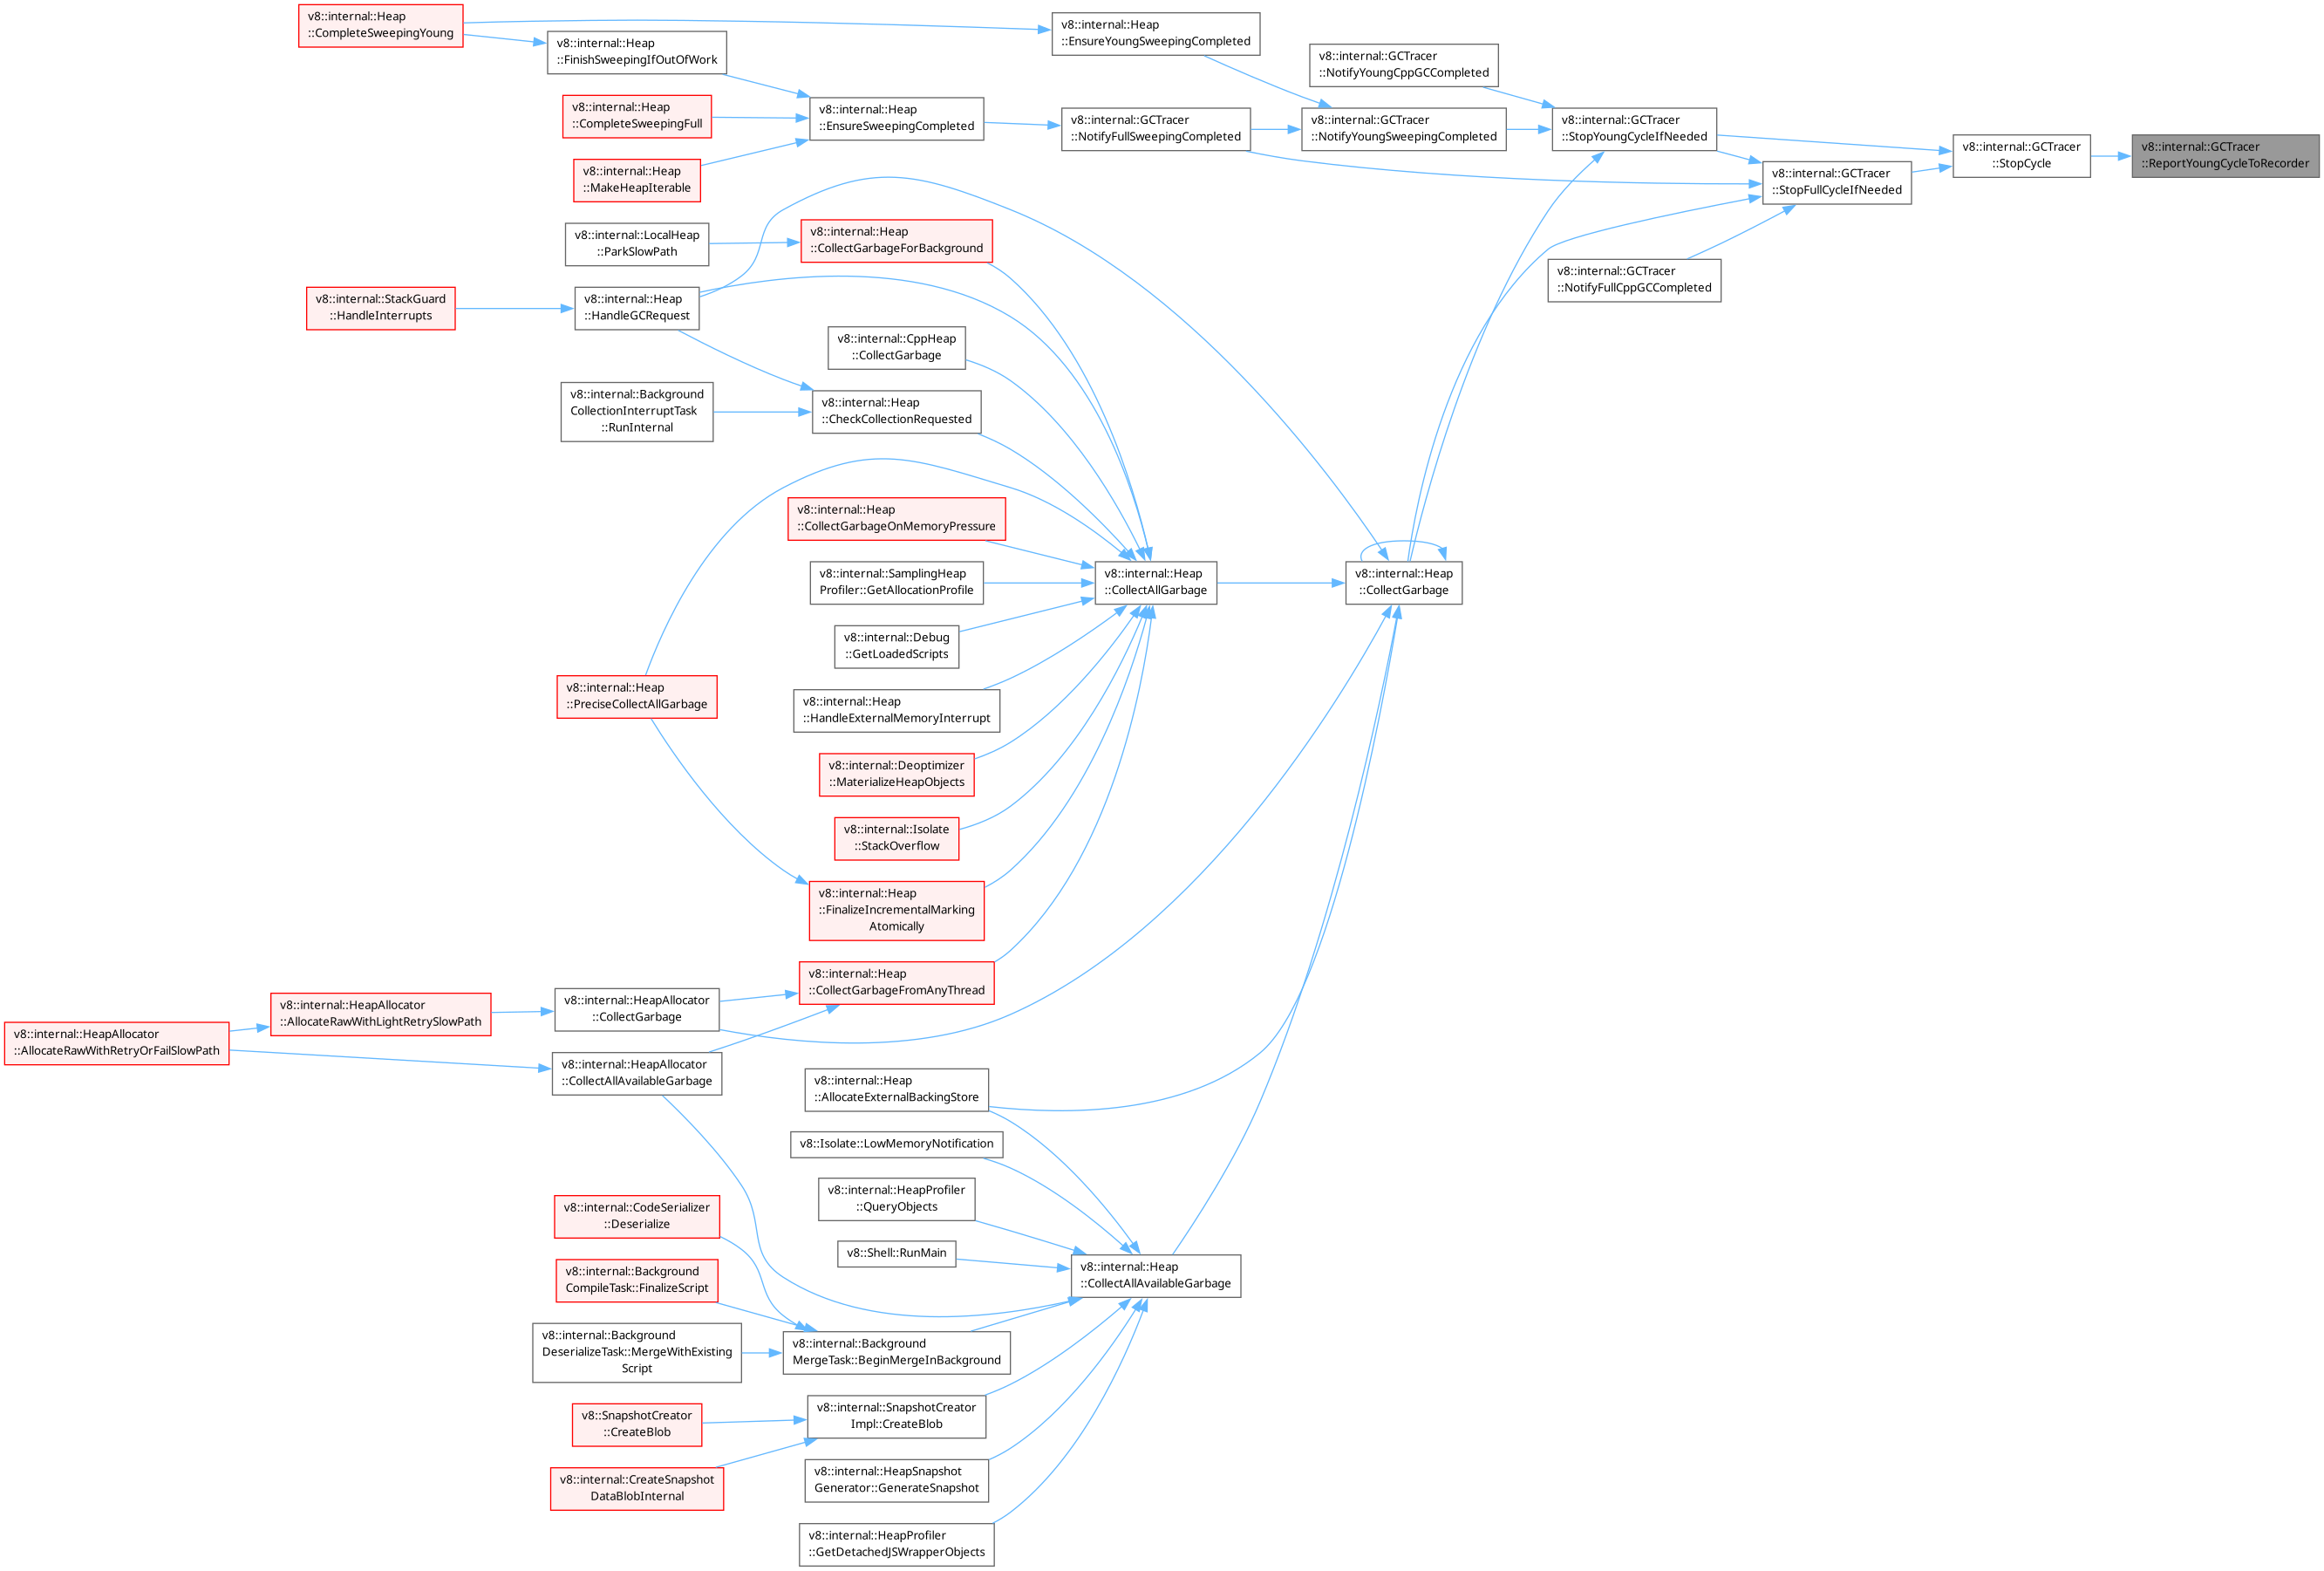 v8::internal::Heap
::CompleteSweepingYoung
v8::internal::Heap
::FinishSweepingIfOutOfWork
v8::internal::Heap
::EnsureYoungSweepingCompleted
v8::internal::GCTracer
::NotifyYoungCppGCCompleted
v8::internal::Heap
::CompleteSweepingFull
v8::internal::Heap
::EnsureSweepingCompleted
v8::internal::GCTracer
::NotifyFullSweepingCompleted
v8::internal::GCTracer
::NotifyYoungSweepingCompleted
v8::internal::GCTracer
::StopYoungCycleIfNeeded
v8::internal::GCTracer
::StopCycle
v8::internal::GCTracer
::ReportYoungCycleToRecorder
v8::internal::Heap
::MakeHeapIterable
v8::internal::GCTracer
::StopFullCycleIfNeeded
v8::internal::LocalHeap
::ParkSlowPath
v8::internal::Heap
::CollectGarbageForBackground
v8::internal::GCTracer
::NotifyFullCppGCCompleted
v8::internal::StackGuard
::HandleInterrupts
v8::internal::Heap
::HandleGCRequest
v8::internal::CppHeap
::CollectGarbage
v8::internal::Background
CollectionInterruptTask
::RunInternal
v8::internal::Heap
::CheckCollectionRequested
v8::internal::Heap
::CollectGarbageOnMemoryPressure
v8::internal::SamplingHeap
Profiler::GetAllocationProfile
v8::internal::Heap
::CollectAllGarbage
v8::internal::Heap
::CollectGarbage
v8::internal::Debug
::GetLoadedScripts
v8::internal::Heap
::PreciseCollectAllGarbage
v8::internal::Heap
::HandleExternalMemoryInterrupt
v8::internal::Deoptimizer
::MaterializeHeapObjects
v8::internal::Isolate
::StackOverflow
v8::internal::Heap
::FinalizeIncrementalMarking
Atomically
v8::internal::Heap
::CollectGarbageFromAnyThread
v8::internal::HeapAllocator
::AllocateRawWithRetryOrFailSlowPath
v8::internal::HeapAllocator
::AllocateRawWithLightRetrySlowPath
v8::internal::HeapAllocator
::CollectGarbage
v8::internal::HeapAllocator
::CollectAllAvailableGarbage
v8::internal::Heap
::AllocateExternalBackingStore
v8::Isolate::LowMemoryNotification
v8::internal::HeapProfiler
::QueryObjects
v8::internal::CodeSerializer
::Deserialize
v8::Shell::RunMain
v8::internal::Heap
::CollectAllAvailableGarbage
v8::internal::Background
CompileTask::FinalizeScript
v8::internal::Background
DeserializeTask::MergeWithExisting
Script
v8::internal::Background
MergeTask::BeginMergeInBackground
v8::SnapshotCreator
::CreateBlob
v8::internal::SnapshotCreator
Impl::CreateBlob
v8::internal::CreateSnapshot
DataBlobInternal
v8::internal::HeapSnapshot
Generator::GenerateSnapshot
v8::internal::HeapProfiler
::GetDetachedJSWrapperObjects